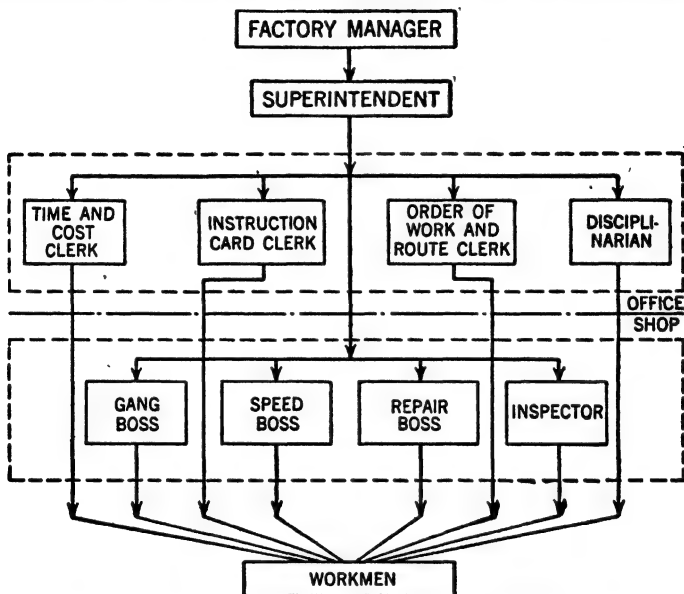 FACTORY MANAGER
SUPERINTENDENT
TIME AND
COST
CLERK
INSTRUCTION
CARD CLERK
ORDER OF
WORK AND
ROUTE CLERK
DISCIPLI-
NARIAN
OFFICE
SHOP
GANG
BOSS
SPEED
BOSS
REPAIR
BOSS
INSPECTOR
WORKMEN